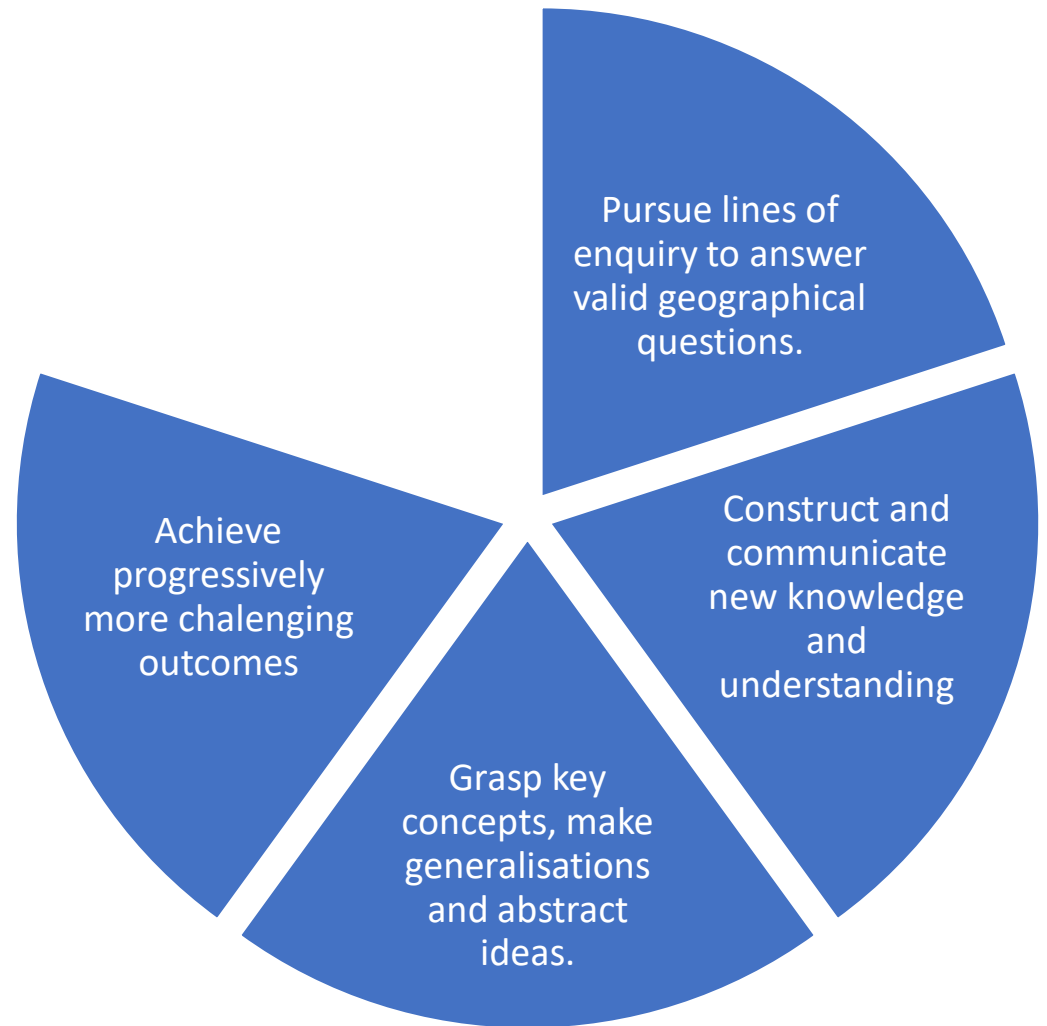 Pursue lines of
enquiry to answer
valid geographical
questions.
Construct and
communicate
new knowledge
and
understanding
Grasp key
concepts, make
generalisations
and abstract
ideas.
Achieve
progressively
more chalenging
outcomes